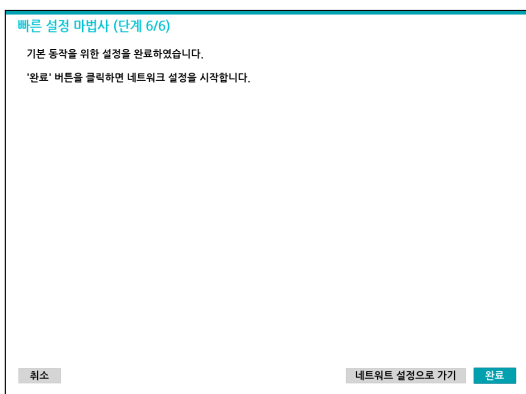 빠른 설정 마법사 (단계 6/6)
기본 동작을 위한 설정을 완료하였습니다.
'완료' 버튼을 클릭하면 네트워크 설정을 시작합니다.
취소
네트워트 설정으로 가기
완료